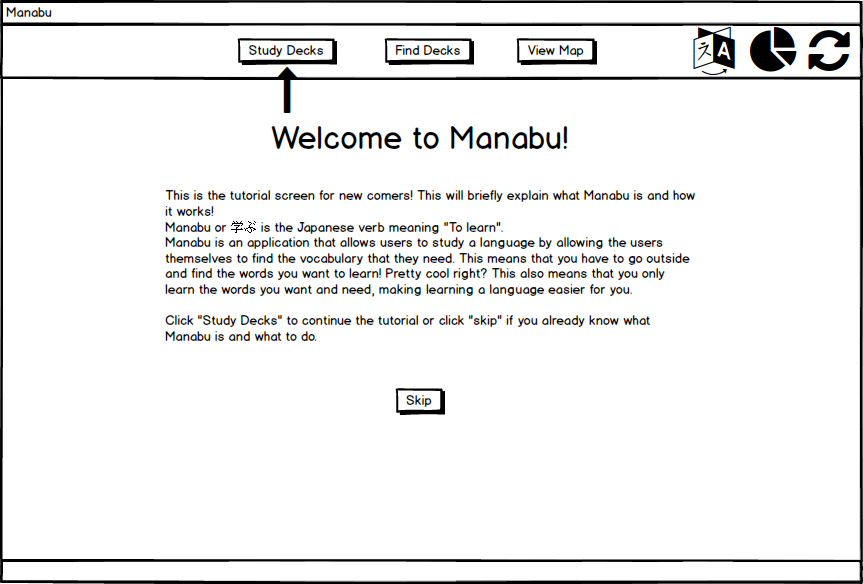 Manabu
Study Decks
Find Decks
View Map
A
Welcome to Manabu!
This is the tutorial screen for new comers! This will briefly explain what Manabu is and how
it works!
Manabu or 学ぶ is the Japanese verb meaning "To learn".
Manabu is an application that allows users to study a language by allowing the users
themselves to find the vocabulary that they need. This means that you have to go outside
and find the words you want to learn! Pretty cool right? This also means that you only
learn the words you want and need, making learning a language easier for you.
Click "Study Decks" to continue the tutorial or click "skip" if you already know what
Manabu is and what to do.
Skip